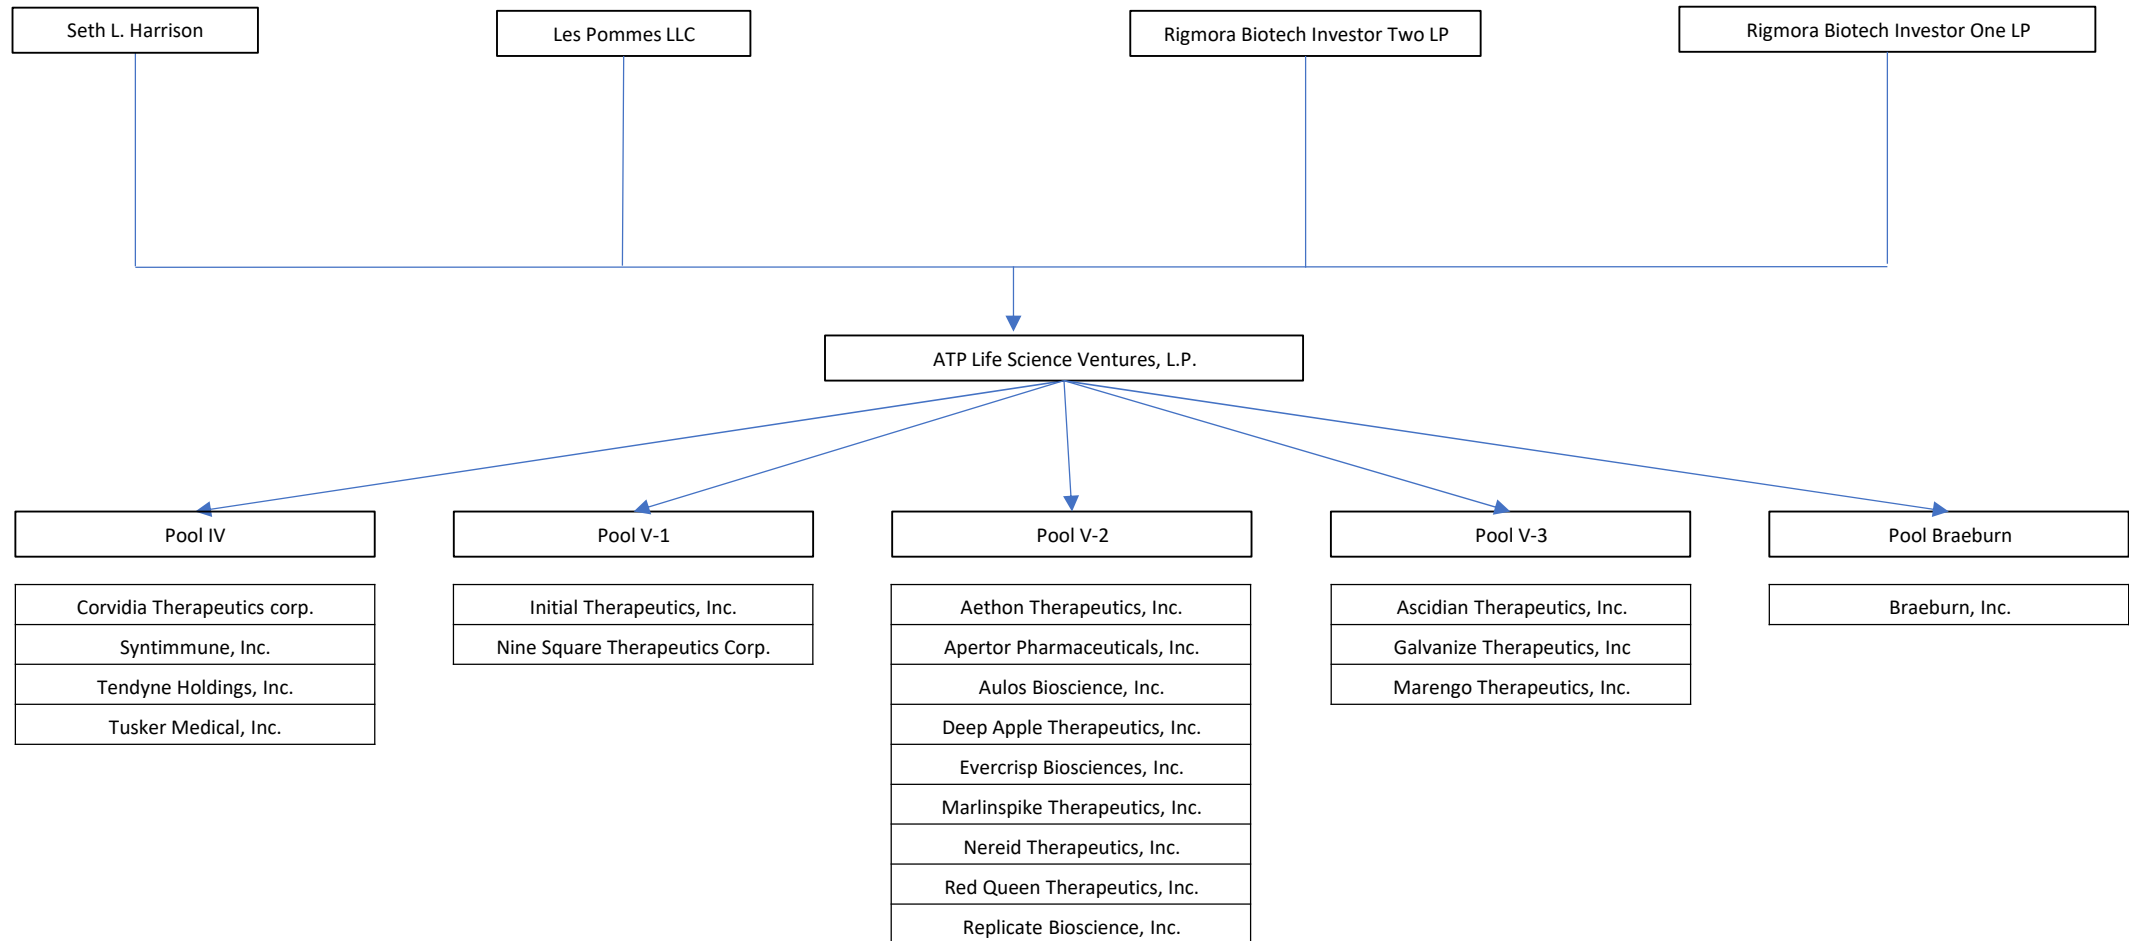 Seth L. Harrison
Les Pommes LLC
Rigmora Biotech Investor Two LP
Rigmora Biotech Investor One LP
ATP Life Science Ventures, L.P.
Pool IV
Pool V-1
Pool V-2
Pool V-3
Pool Braeburn
Corvidia Therapeutics corp.
Syntimmune, Inc.
Tendyne Holdings, Inc.
Tusker Medical, Inc.
Initial Therapeutics, Inc.
Nine Square Therapeutics Corp.
Aethon Therapeutics, Inc.
Apertor Pharmaceuticals, Inc.
Aulos Bioscience, Inc.
Deep Apple Therapeutics, Inc.
Evercrisp Biosciences, Inc.
Marlinspike Therapeutics, Inc.
Nereid Therapeutics, Inc.
Red Queen Therapeutics, Inc.
Replicate Bioscience, Inc.
Ascidian Therapeutics, Inc.
Galvanize Therapeutics, Inc
Marengo Therapeutics, Inc.
Braeburn, Inc.